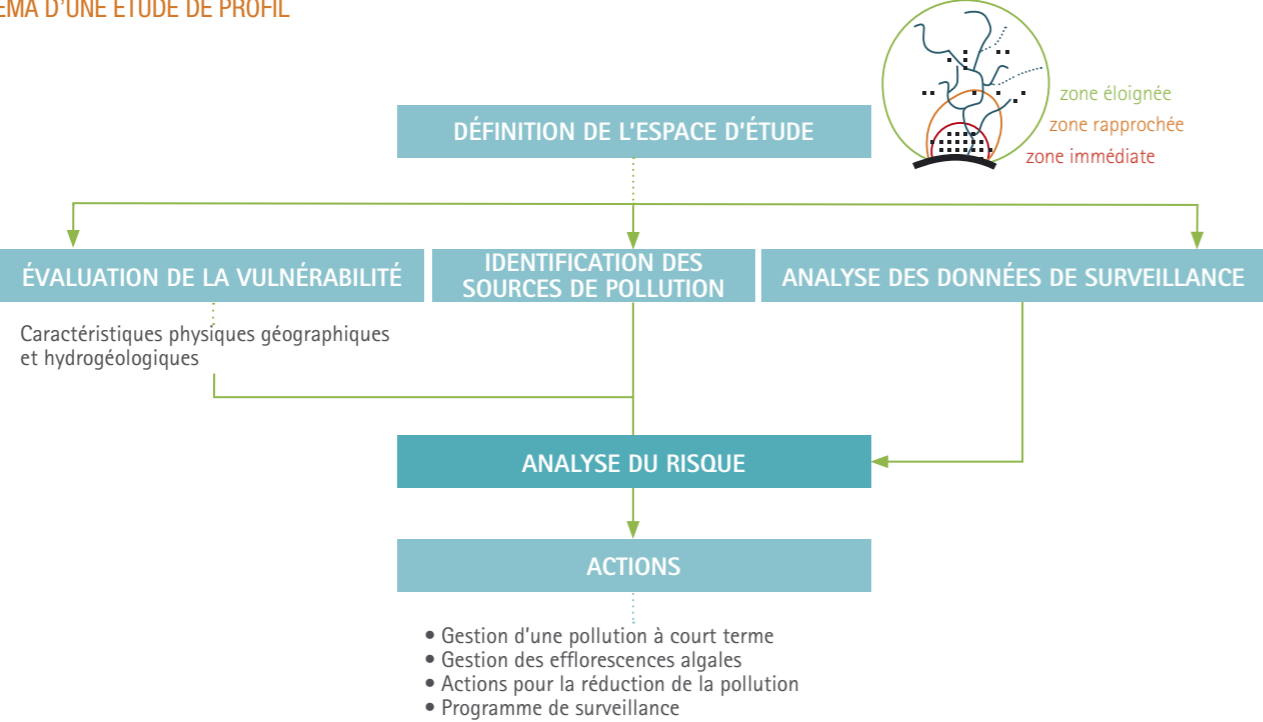 EMA D'UNE ÉTUDE DE PROFIL
zone éloignée
zone rapprochée
zone immédiate
DÉFINITION DE L'ESPACE D'ÉTUDE
ÉVALUATION DE LA VULNÉRABILITÉ
IDENTIFICATION DES
SOURCES DE POLLUTION
ANALYSE DES DONNÉES DE SURVEILLANCE
Caractéristiques physiques géographiques
et hydrogéologiques
ANALYSE DU RISQUE
ACTIONS
• Gestion d'une pollution à court terme
• Gestion des efflorescences algales
• Actions pour la réduction de la pollution
• Programme de surveillance